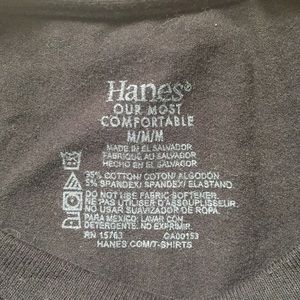 Hanes®
OUR MOST
COMFORTABLE
M/M/M
MADE IN EL SALVADOR
FABRIQUÉ AU SALVADOR
HECHO EN EL SALVADOR
95% COTTON/ COTON/ ALGODÓN
5% SPANDEX/ SPANDEX/ ELASTANO
DO NOT USE FABRIC SOFTENER.
NE PAS UTILISER D'ASSOUPLISSEUR.
NO USAR SUAVIZADOR DE ROPA.
PARA MEXICO: LAVAR CON
DETERGENTE. NO EXPRIMIR.
RN 15763 CA00153
HANES.COM/T-SHIRTS